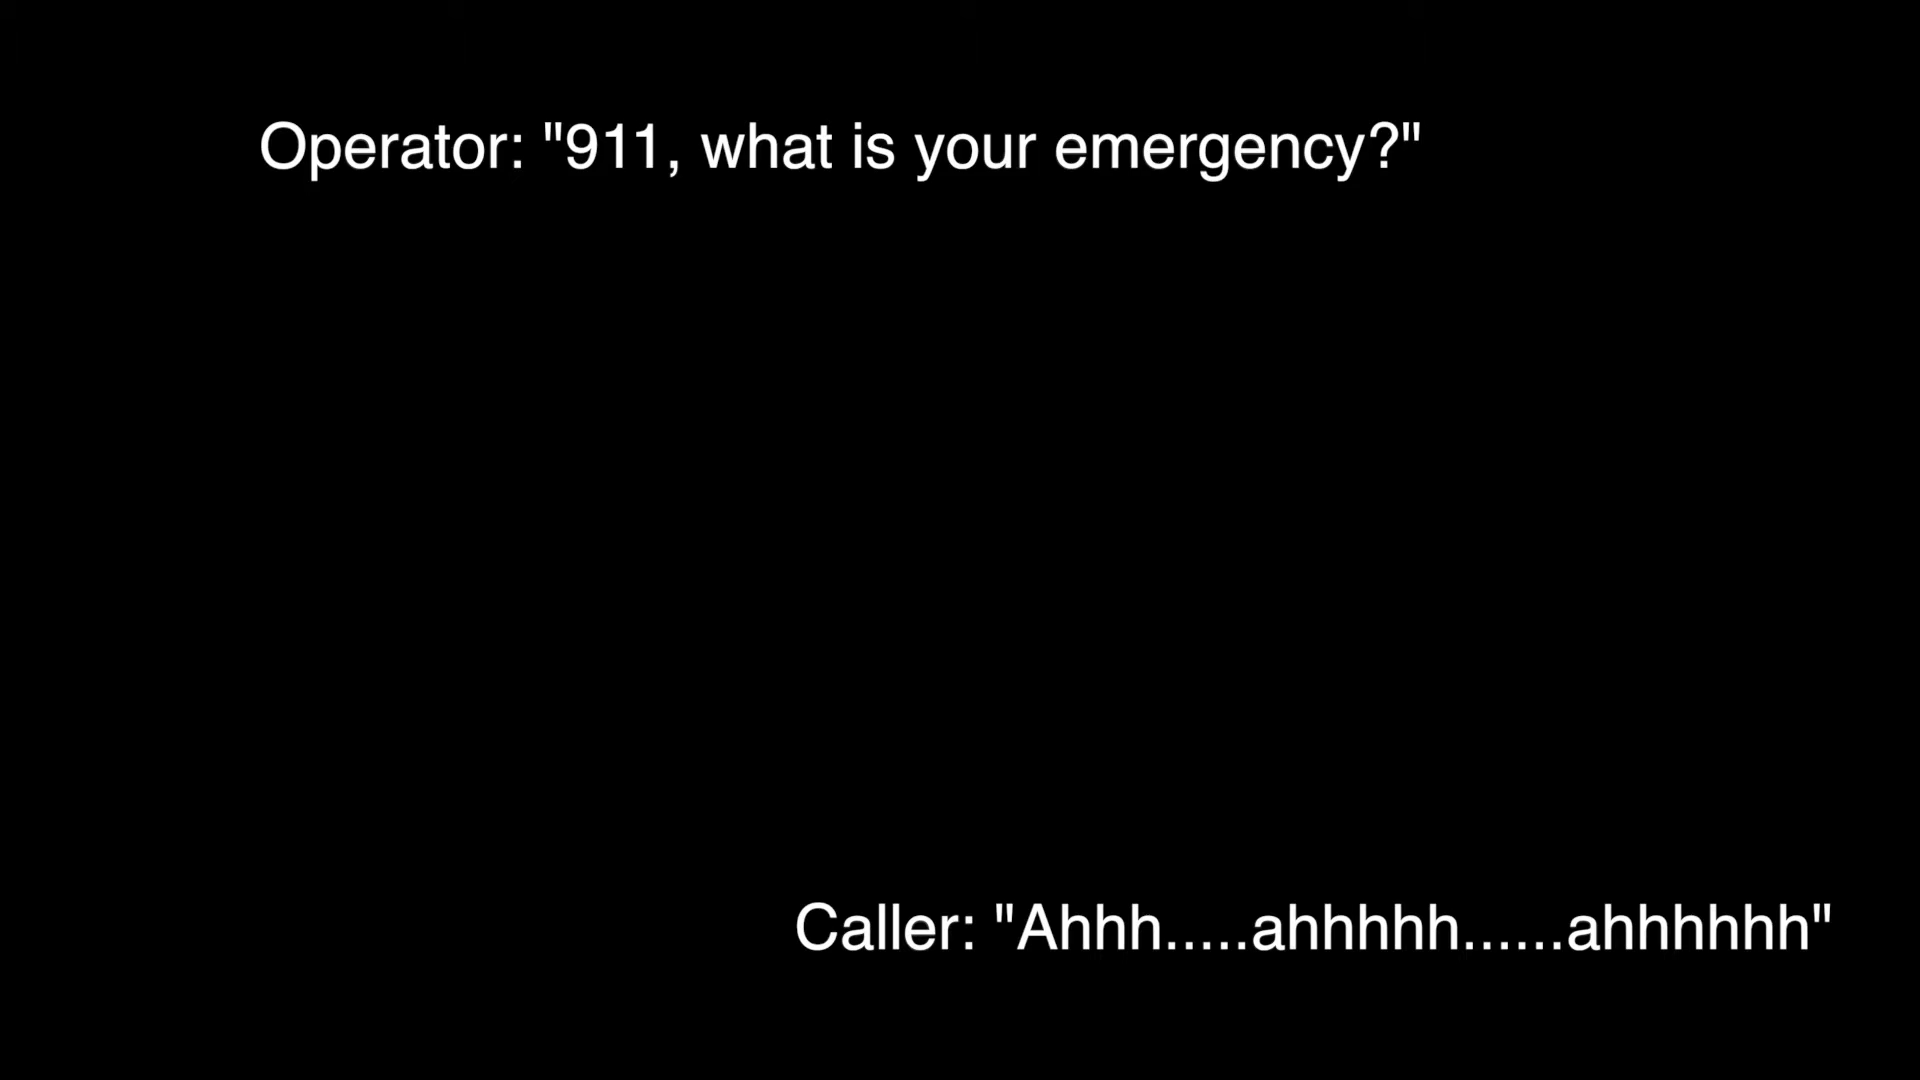 Operator: "911, what is your emergency?"
Caller: "Ahhh.....ahhhhh......ahhhhhh"